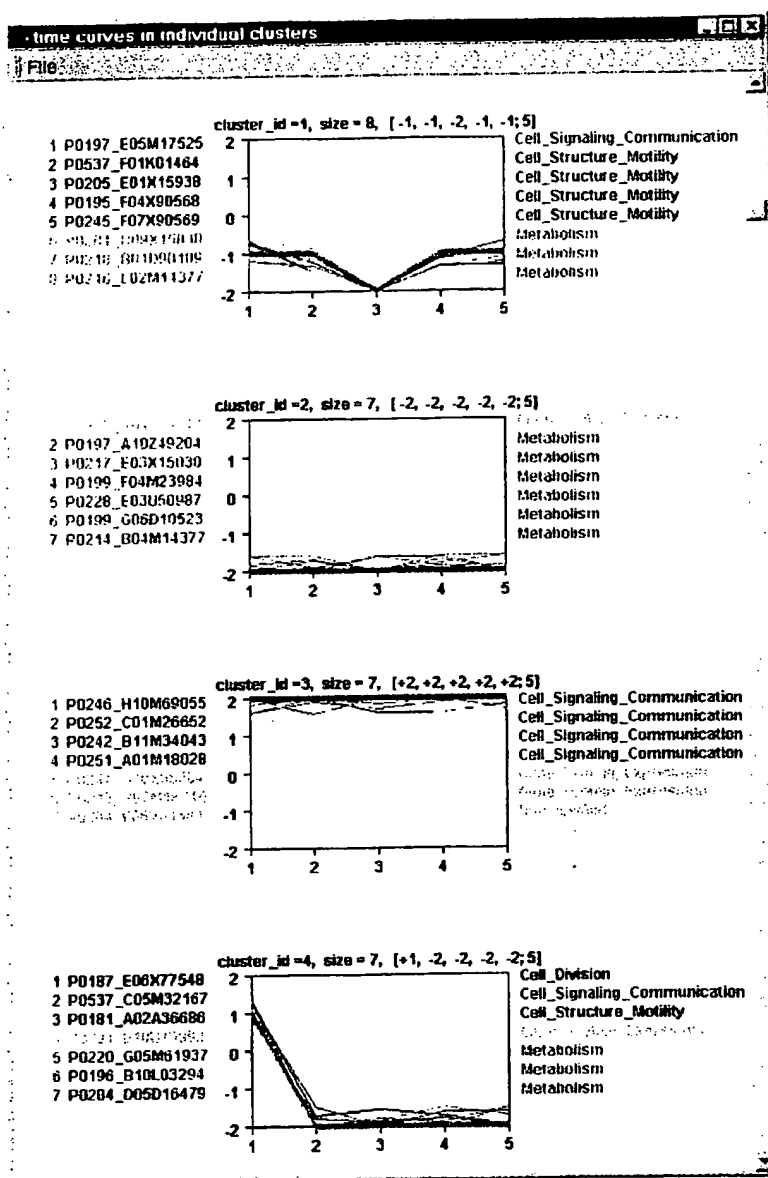 time curves in individual clusters
File
cluster_id =1, size = 8, [ -1, -1, -2, -1, -1; 5]
1 P0197_E05M17525
2 P0537_F01K01464
3 P0205_E01X15938
4 P0195_F04X90568
5 P0245_F07X90569
8 P0246_E02M14377
2
1
0
-1
-2
1 2 3 4 5
Cell_Signaling_Communication
Cell_Structure_Motility
Cell_Structure_Motility
Cell_Structure_Motility
Cell_Structure_Motility
Metabolism
Metabolism
Metabolism
cluster_id =2, size = 7, [ -2, -2, -2, -2, -2; 5]
2 P0197_A10Z49204
3 P0217_E03X15030
4 P0199_F04M23984
5 P0228_E03U50987
6 P0199_G06D10523
7 P0214_B04M14377
2
1
0
-1
-2
1 2 3 4 5
Metabolism
Metabolism
Metabolism
Metabolism
Metabolism
Metabolism
cluster_id =3, size = 7, [+2, +2, +2, +2, +2; 5]
1 P0246_H10M69055
2 P0252_C01M26652
3 P0242_B11M34043
4 P0251_A01M18028
2
1
0
-1
-2
1 2 3 4 5
Cell_Signaling_Communication
Cell_Signaling_Communication
Cell_Signaling_Communication
Cell_Signaling_Communication
cluster_id =4, size = 7, [+1, -2, -2, -2, -2; 5]
1 P0187_E06X77548
2 P0537_C05M32167
3 P0181_A02A36686
5 P0220_G05M61937
6 P0196_B10L03294
7 P0204_D05D16479
2
1
0
-1
-2
1 2 3 4 5
Cell_Division
Cell_Signaling_Communication
Cell_Structure_Motility
Metabolism
Metabolism
Metabolism